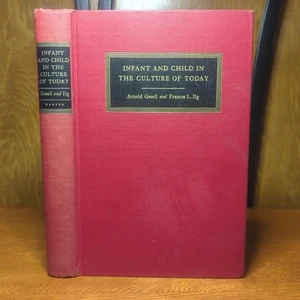 INFANT
AND CHILD
IN THE
CULTURE
OF TODAY
Gesell and Ilg
HARPER
INFANT AND CHILD IN
THE CULTURE OF TODAY
Arnold Gesell and Frances L. Ilg